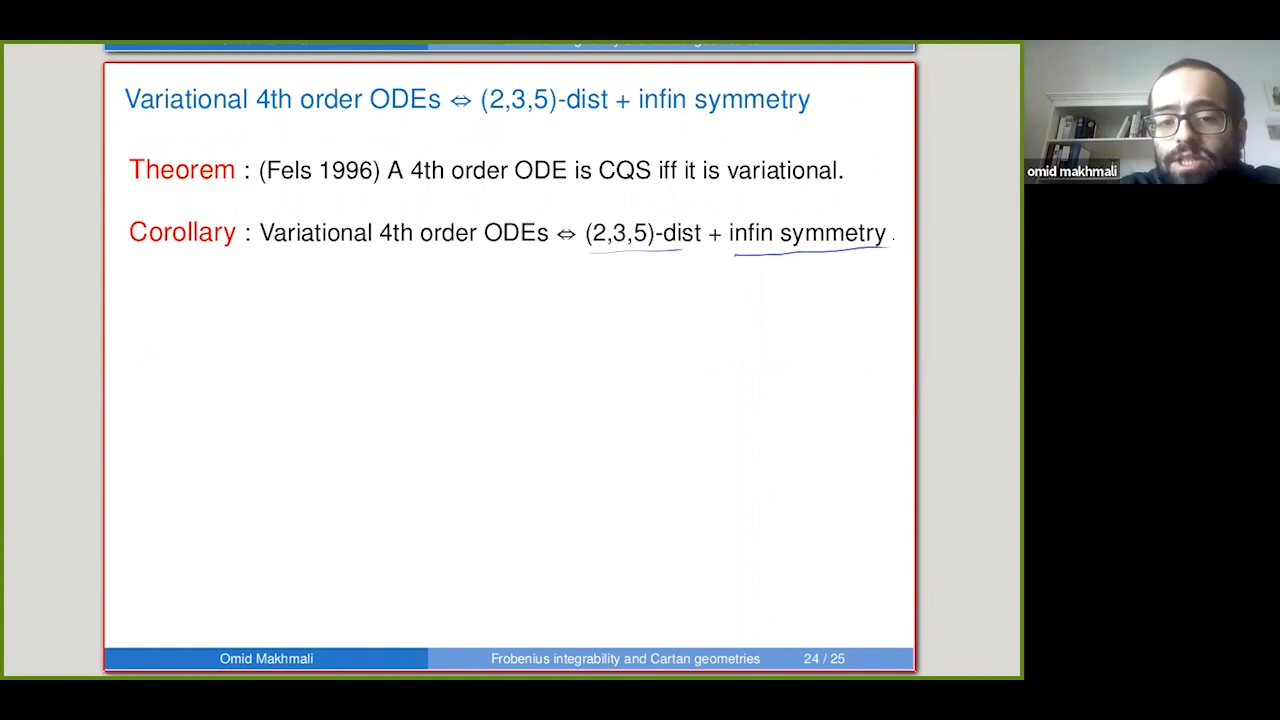 Variational 4th order ODEs ⇔ (2,3,5)-dist + infin symmetry
Theorem : (Fels 1996) A 4th order ODE is CQS iff it is variational.
Corollary : Variational 4th order ODEs ⇔ (2,3,5)-dist + infin symmetry .
omid makhmali
Omid Makhmali
Frobenius integrability and Cartan geometries
24 / 25